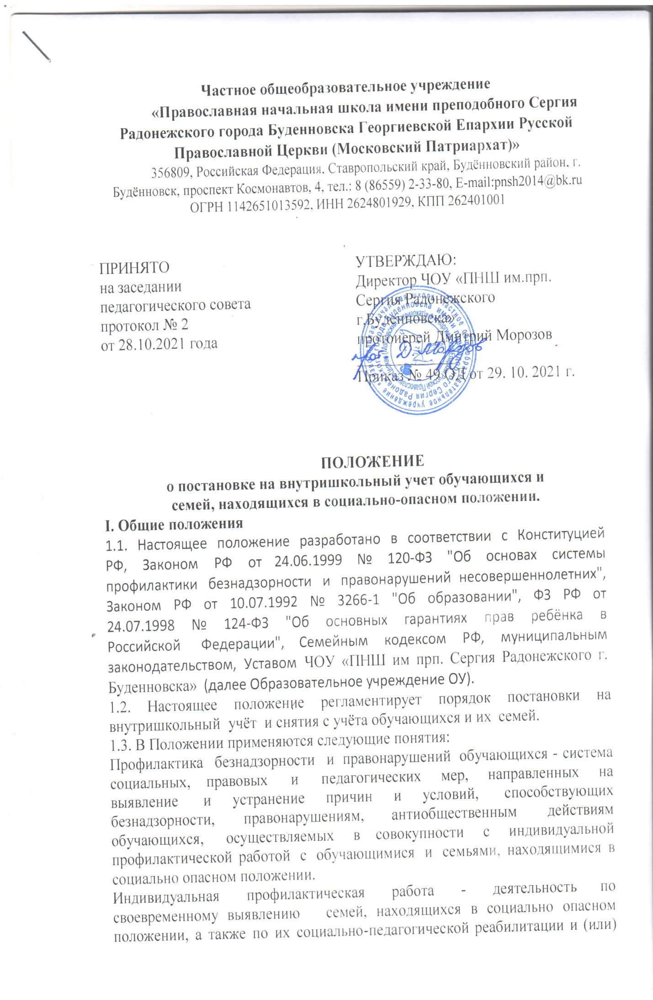 Частное общеобразовательное учреждение
«Православная начальная школа имени преподобного Сергия
Радонежского города Буденновска Георгиевской Епархии Русской
Православной Церкви (Московский Патриархат)»
356809, Российская Федерация, Ставропольский край, Будённовский район, г.
Будённовск, проспект Космонавтов, 4, тел.: 8 (86559) 2-33-80, E-mail:pnsh2014@bk.ru
ОГРН 1142651013592, ИНН 2624801929, КПП 262401001
ПРИНЯТО
на заседании
педагогического совета
протокол № 2
от 28.10.2021 года
УТВЕРЖДАЮ:
Директор ЧОУ «ПНШ им.прп.
Сергия Радонежского
г.Буденновска»
протоиерей Дмитрий Морозов
прот. Д. Морозов
Приказ № 49 ОД от 29. 10. 2021 г.
ПОЛОЖЕНИЕ
о постановке на внутришкольный учет обучающихся и
семей, находящихся в социально-опасном положении.
I. Общие положения
1.1. Настоящее положение разработано в соответствии с Конституцией
РФ, Законом РФ от 24.06.1999 № 120-ФЗ "Об основах системы
профилактики безнадзорности и правонарушений несовершеннолетних",
Законом РФ от 10.07.1992 № 3266-1 "Об образовании", ФЗ РФ от
24.07.1998 № 124-ФЗ "Об основных гарантиях прав ребёнка в
Российской Федерации", Семейным кодексом РФ, муниципальным
законодательством, Уставом ЧОУ «ПНШ им прп. Сергия Радонежского г.
Буденновска» (далее Образовательное учреждение ОУ).
1.2. Настоящее положение регламентирует порядок постановки на
внутришкольный учёт и снятия с учёта обучающихся и их семей.
1.3. В Положении применяются следующие понятия:
Профилактика безнадзорности и правонарушений обучающихся - система
социальных, правовых и педагогических мер, направленных на
выявление и устранение причин и условий, способствующих
безнадзорности, правонарушениям, антиобщественным действиям
обучающихся, осуществляемых в совокупности с индивидуальной
профилактической работой с обучающимися и семьями, находящимися в
социально опасном положении.
Индивидуальная профилактическая работа - деятельность по
своевременному выявлению семей, находящихся в социально опасном
положении, а также по их социально-педагогической реабилитации и (или)